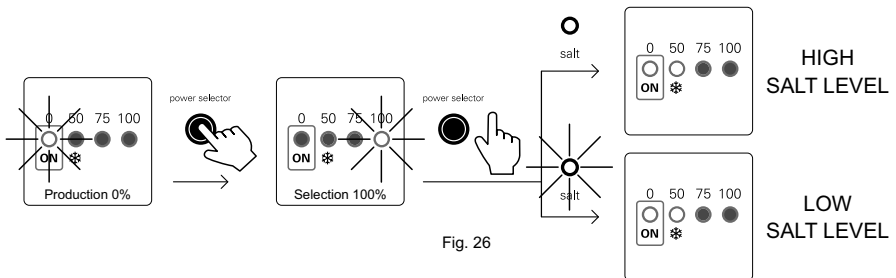 0 50 75 100
ON ❄
Production 0%
power selector
0 50 75 100
ON ❄
Selection 100%
power selector
salt
0 50 75 100
ON ❄
HIGH
SALT LEVEL
salt
0 50 75 100
ON ❄
LOW
SALT LEVEL
Fig. 26